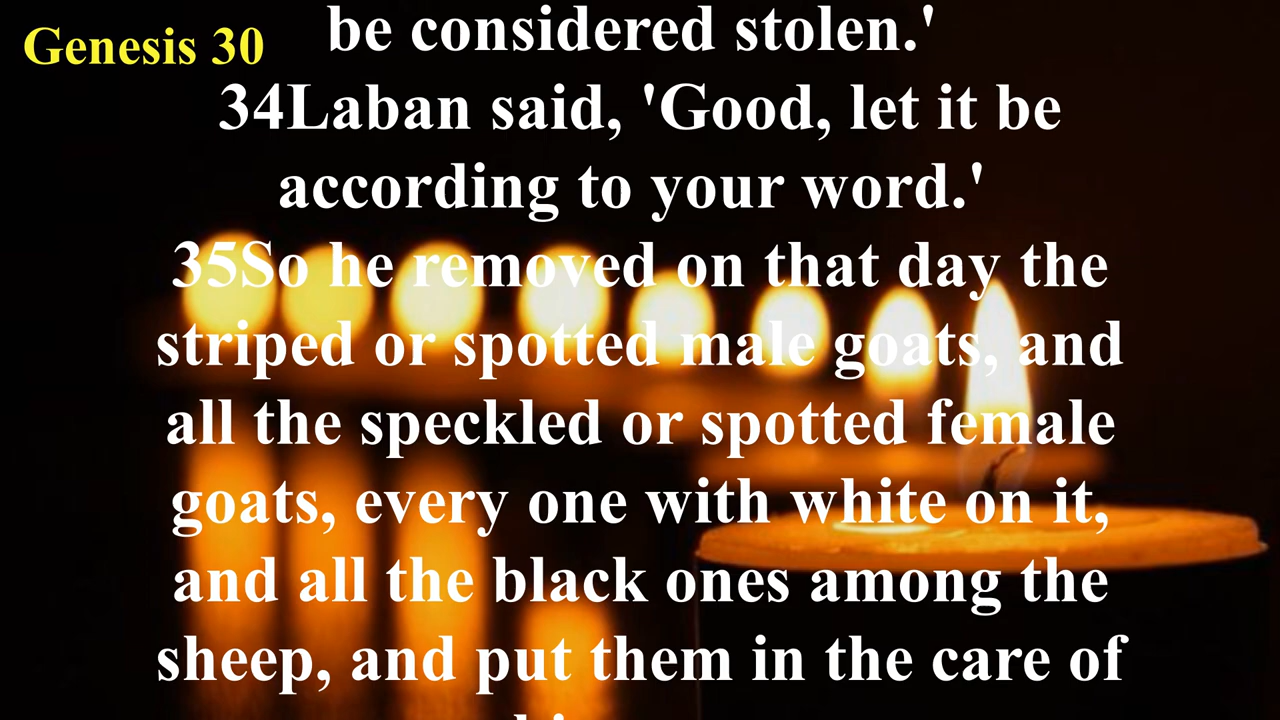 Genesis 30
be considered stolen.'
34Laban said, 'Good, let it be
according to your word.'
35So he removed on that day the
striped or spotted male goats, and
all the speckled or spotted female
goats, every one with white on it,
and all the black ones among the
sheep, and put them in the care of